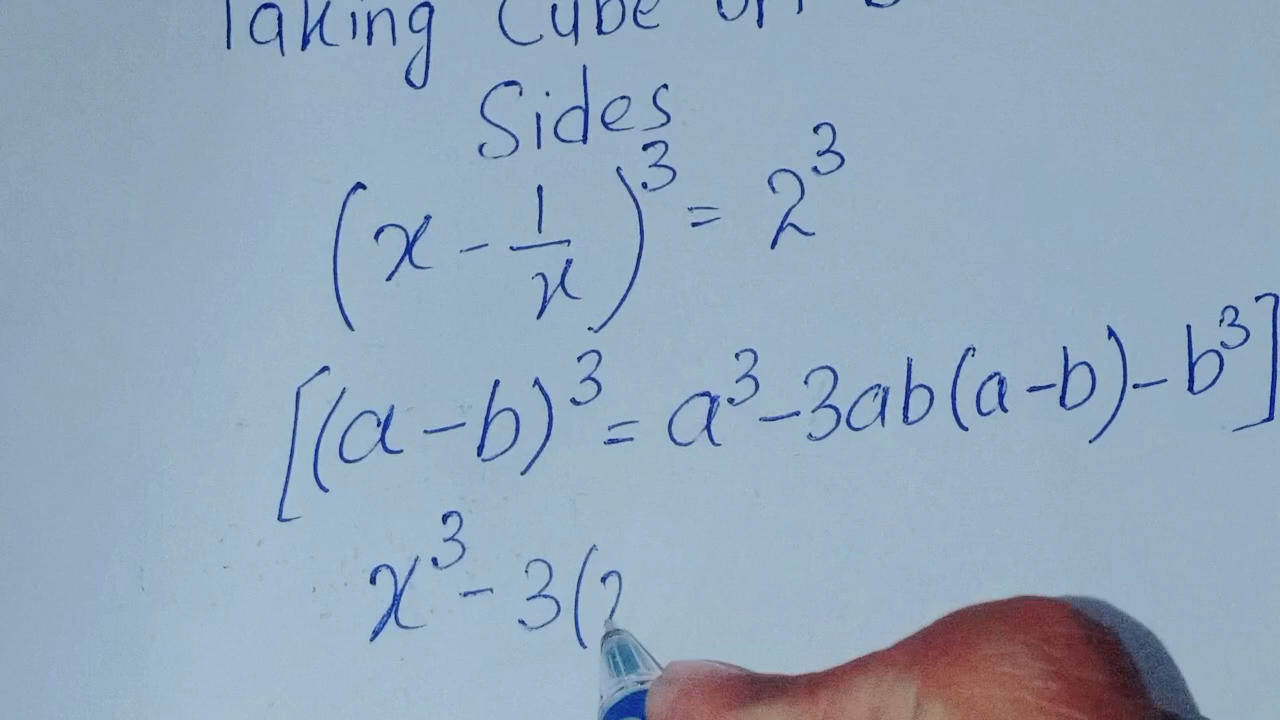 Taking Cube on
Sides
(x - 1/x)^3 = 2^3
[(a-b)^3 = a^3-3ab(a-b)-b^3]
x^3 - 3(